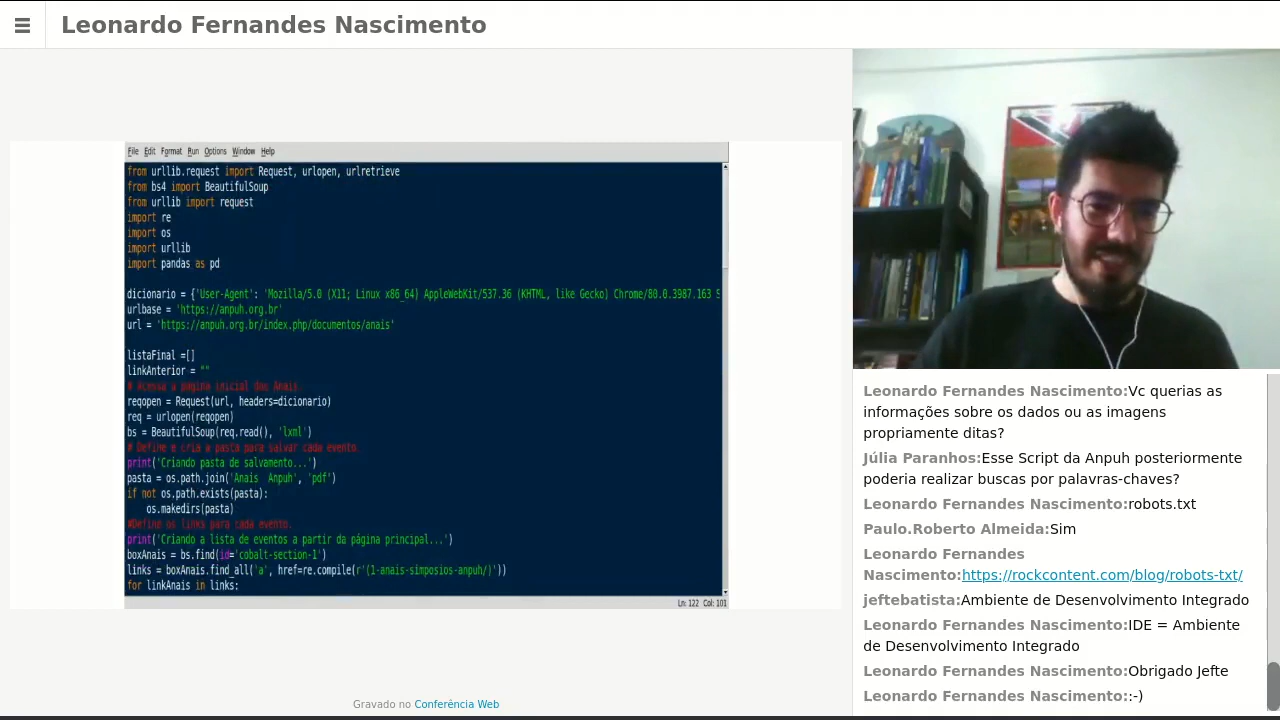 Leonardo Fernandes Nascimento
File Edit Format Run Options Window Help
from urllib.request import Request, urlopen, urlretrieve
from bs4 import BeautifulSoup
from urllib import request
import re
import os
import urllib
import pandas as pd
dicionario = {'User-Agent': 'Mozilla/5.0 (X11; Linux x86_64) AppleWebKit/537.36 (KHTML, like Gecko) Chrome/80.0.3987.163 S
urlbase = 'https://anpuh.org.br'
url = 'https://anpuh.org.br/index.php/documentos/anais'
listaFinal =[]
linkAnterior = ""
# Acessa a página inicial dos Anais.
reqopen = Request(url, headers=dicionario)
req = urlopen(reqopen)
bs = BeautifulSoup(req.read(), 'lxml')
# Define e cria a pasta para salvar cada evento
print('Criando pasta de salvamento...')
pasta = os.path.join('Anais Anpuh', 'pdf')
if not os.path.exists(pasta):
os.makedirs(pasta)
#Define os links para cada evento.
print('Criando a lista de eventos a partir da página principal...')
boxAnais = bs.find(id='cobalt-section-1')
links = boxAnais.find_all('a', href=re.compile(r'(1-anais-simposios-anpuh/)'))
for linkAnais in links:
Ln: 122 Col: 101
Gravado no Conferência Web
Leonardo Fernandes Nascimento:Vc querias as
informações sobre os dados ou as imagens
propriamente ditas?
Júlia Paranhos:Esse Script da Anpuh posteriormente
poderia realizar buscas por palavras-chaves?
Leonardo Fernandes Nascimento:robots.txt
Paulo.Roberto Almeida:Sim
Leonardo Fernandes
Nascimento:https://rockcontent.com/blog/robots-txt/
jeftebatista:Ambiente de Desenvolvimento Integrado
Leonardo Fernandes Nascimento:IDE = Ambiente
de Desenvolvimento Integrado
Leonardo Fernandes Nascimento:Obrigado Jefte
Leonardo Fernandes Nascimento::-)